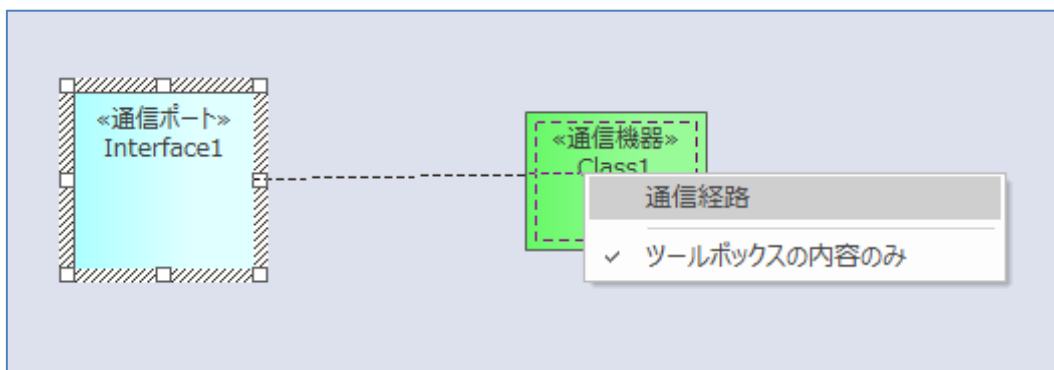 «通信ポート»
Interface1
«通信機器»
Class1
通信経路
ツールボックスの内容のみ